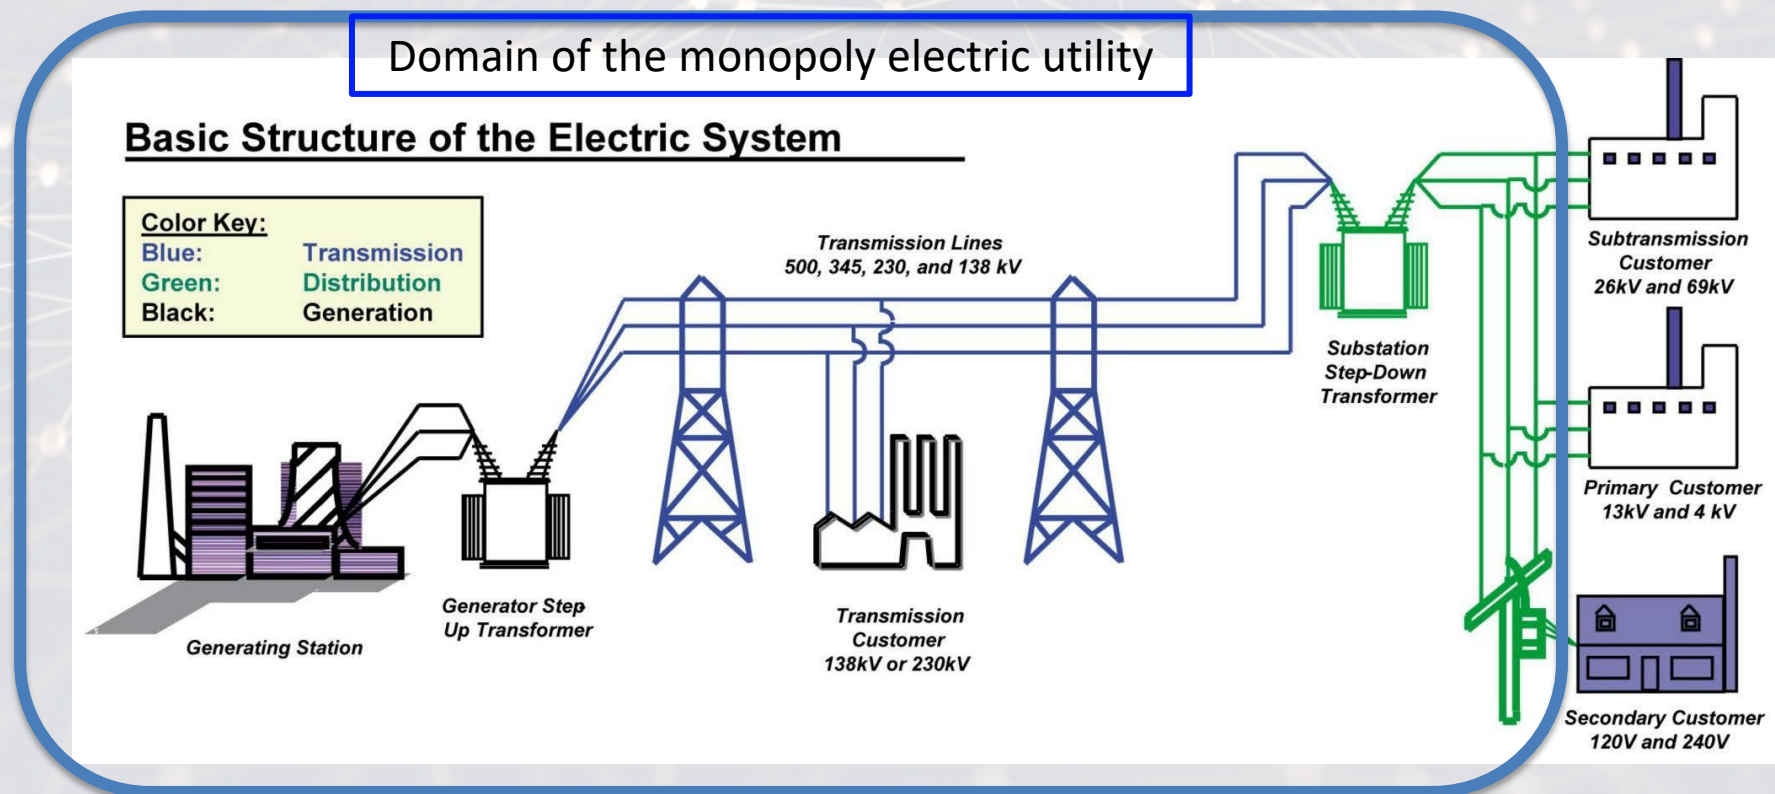 Domain of the monopoly electric utility
Basic Structure of the Electric System
Color Key:
Blue: Transmission
Green: Distribution
Black: Generation
Transmission Lines
500, 345, 230, and 138 kV
Subtransmission
Customer
26kV and 69kV
Substation
Step-Down
Transformer
Primary Customer
13kV and 4 kV
Generating Station
Generator Step-
Up Transformer
Transmission
Customer
138kV or 230kV
Secondary Customer
120V and 240V